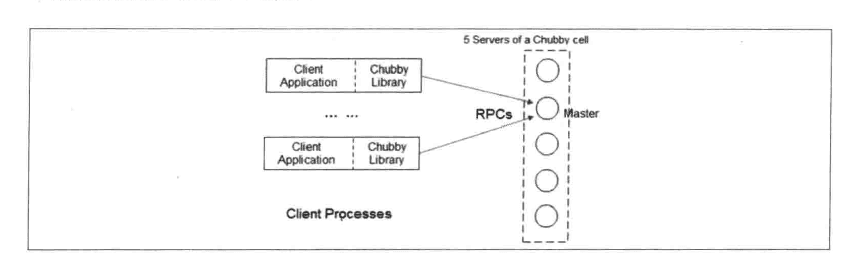 5 Servers of a Chubby cell
Client Application
Chubby Library
... ...
RPCs
Master
Client Application
Chubby Library
Client Processes